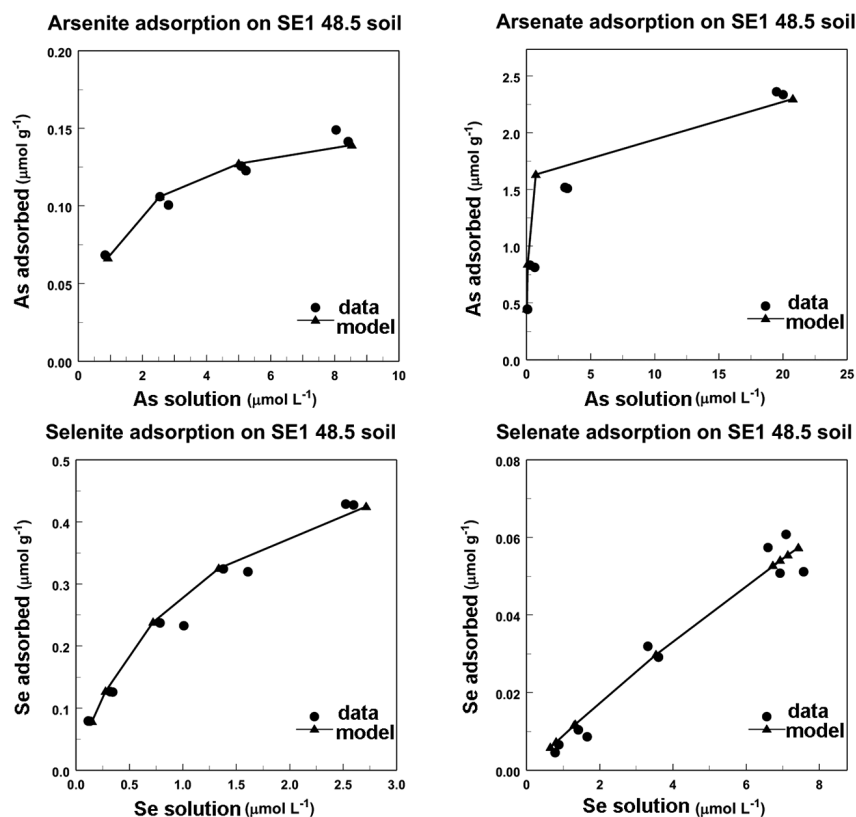 Arsenite adsorption on SE1 48.5 soil
0.20
0.15
0.10
0.05
0.00
As adsorbed (μmol g⁻¹)
data
model
0 2 4 6 8 10
As solution (μmol L⁻¹)
Arsenate adsorption on SE1 48.5 soil
2.5
2.0
1.5
1.0
0.5
0.0
As adsorbed (μmol g⁻¹)
data
model
0 5 10 15 20 25
As solution (μmol L⁻¹)
Selenite adsorption on SE1 48.5 soil
0.5
0.4
0.3
0.2
0.1
0.0
Se adsorbed (μmol g⁻¹)
data
model
0.0 0.5 1.0 1.5 2.0 2.5 3.0
Se solution (μmol L⁻¹)
Selenate adsorption on SE1 48.5 soil
0.08
0.06
0.04
0.02
0.00
Se adsorbed (μmol g⁻¹)
data
model
0 2 4 6 8
Se solution (μmol L⁻¹)